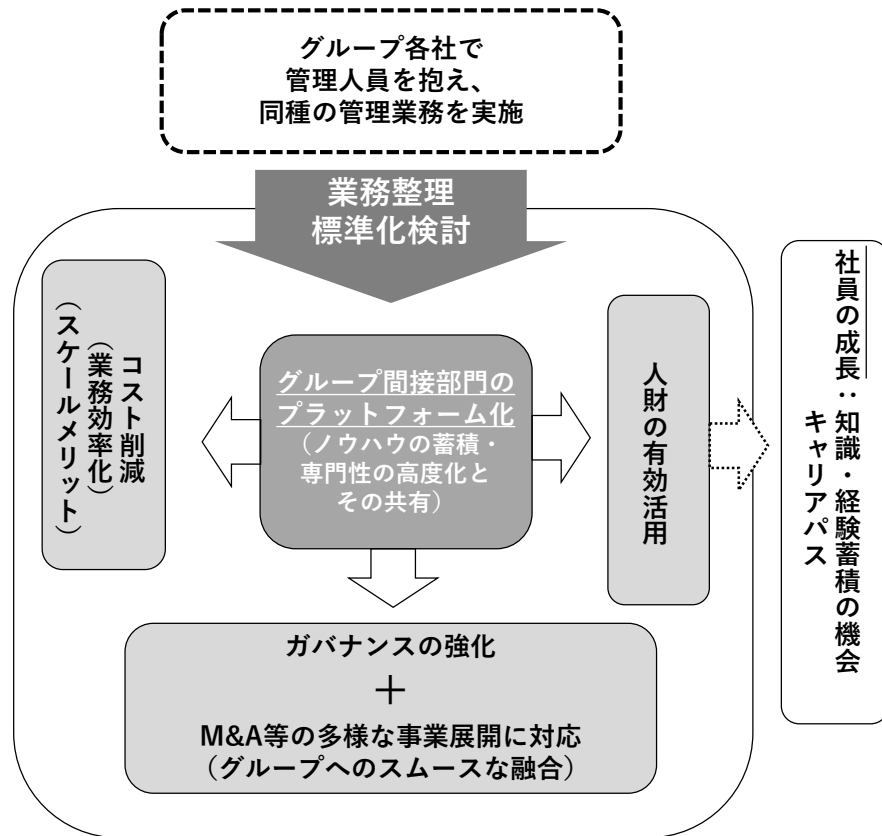 グループ各社で
管理人員を抱え、
同種の管理業務を実施
業務整理
標準化検討
コスト削減
（業務効率化）
（スケールメリット）
グループ間接部門の
プラットフォーム化
（ノウハウの蓄積・
専門性の高度化と
その共有）
人財の有効活用
社員の成長：知識・経験蓄積の機会
キャリアパス
ガバナンスの強化
＋
M&A等の多様な事業展開に対応
（グループへのスムースな融合）